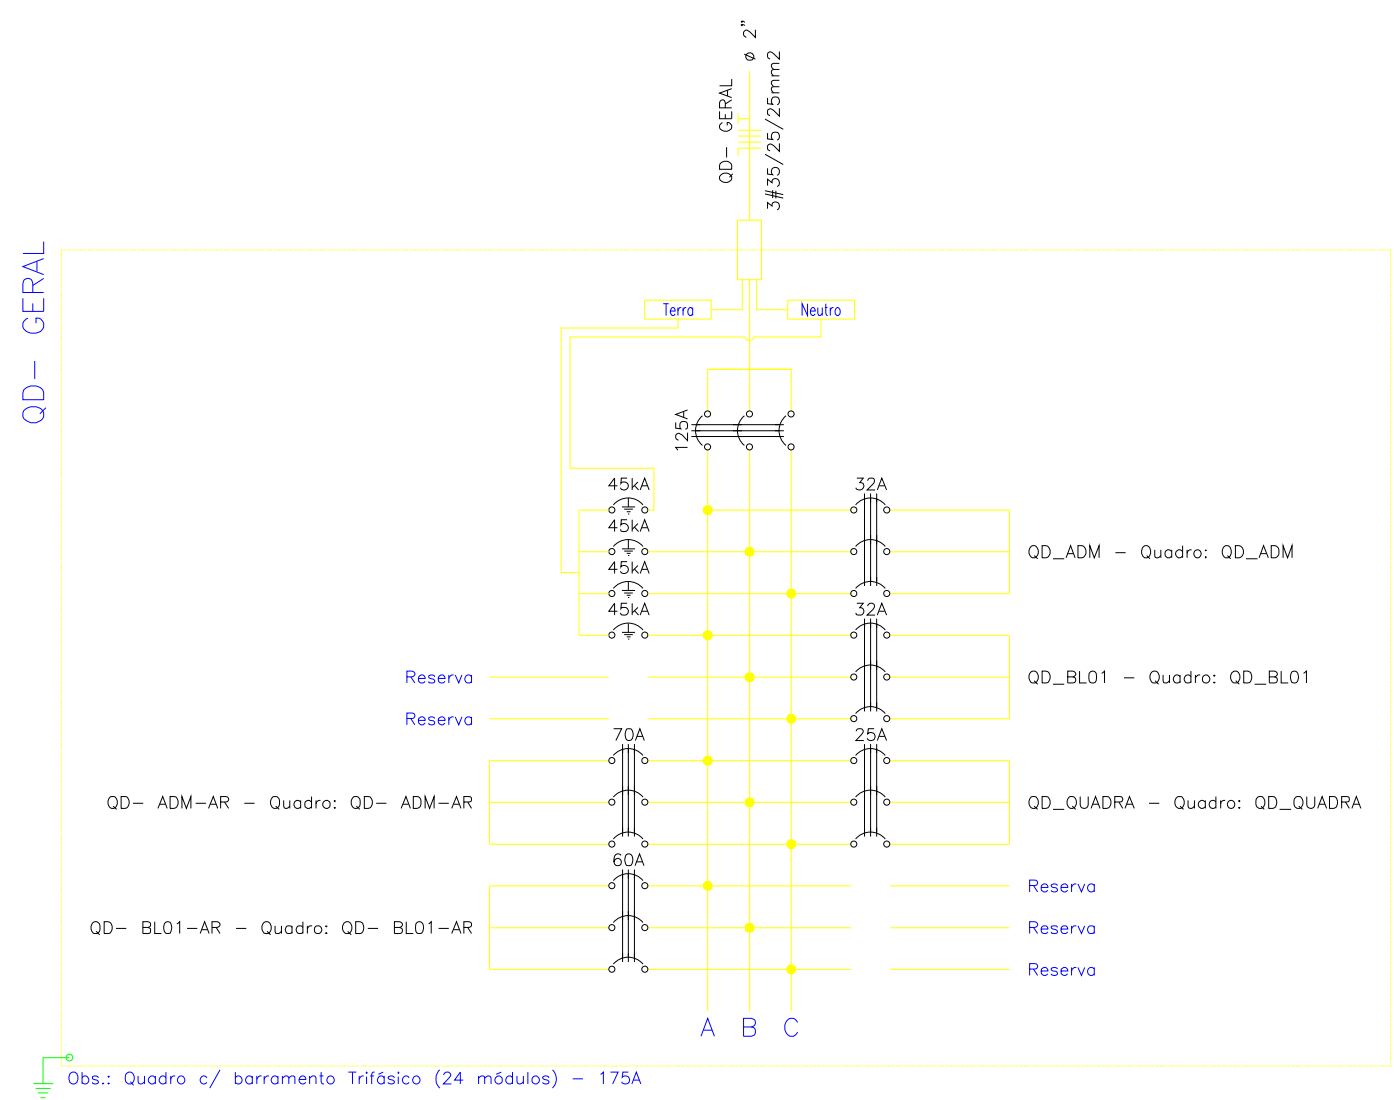 ø 2"
QD- GERAL
3#35/25/25mm2
QD- GERAL
Terra
Neutro
125A
45kA
32A
45kA
QD_ADM - Quadro: QD_ADM
45kA
45kA
32A
Reserva
QD_BL01 - Quadro: QD_BL01
Reserva
70A
25A
QD- ADM-AR - Quadro: QD- ADM-AR
QD_QUADRA - Quadro: QD_QUADRA
60A
Reserva
QD- BL01-AR - Quadro: QD- BL01-AR
Reserva
Reserva
A B C
Obs.: Quadro c/ barramento Trifásico (24 módulos) - 175A